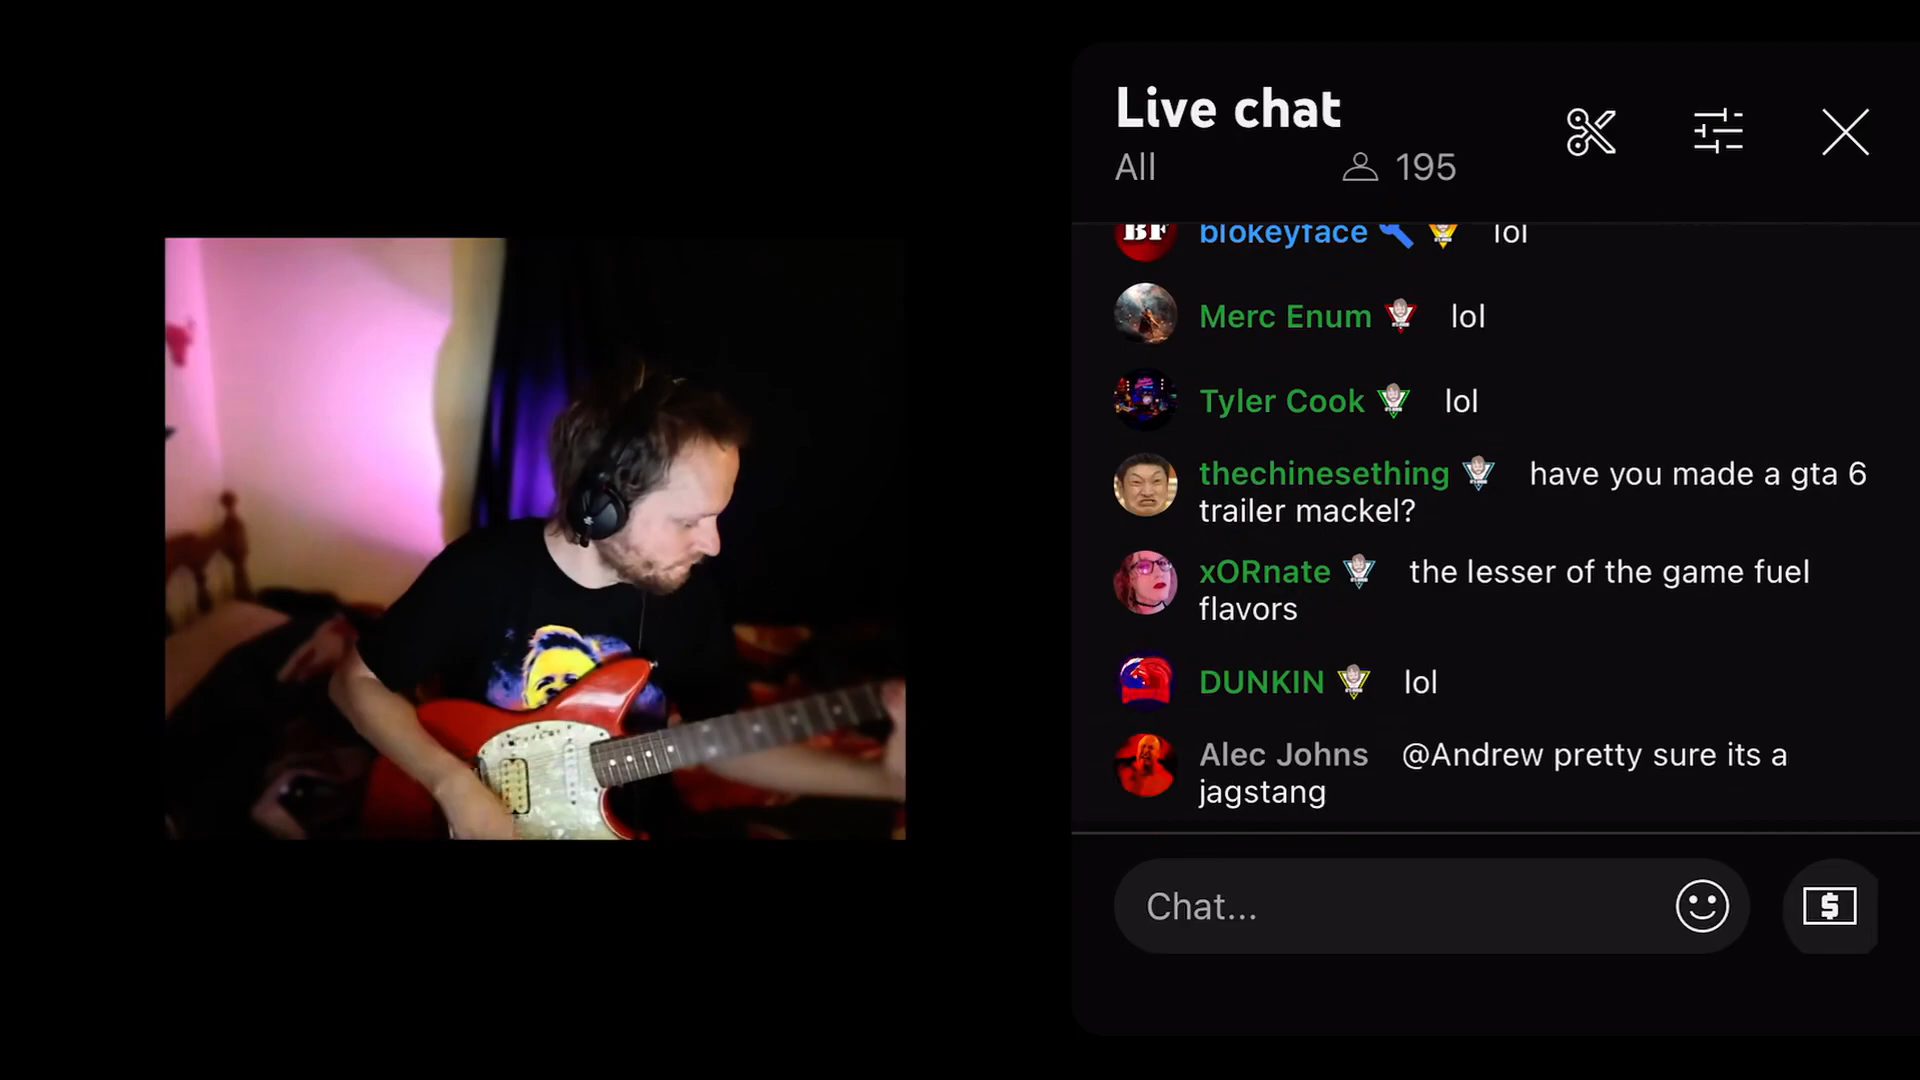 Live chat
All 195
BF blokeyface lol
Merc Enum lol
Tyler Cook lol
thechinesething have you made a gta 6
trailer mackel?
xORnate the lesser of the game fuel
flavors
DUNKIN lol
Alec Johns @Andrew pretty sure its a
jagstang
Chat...
$